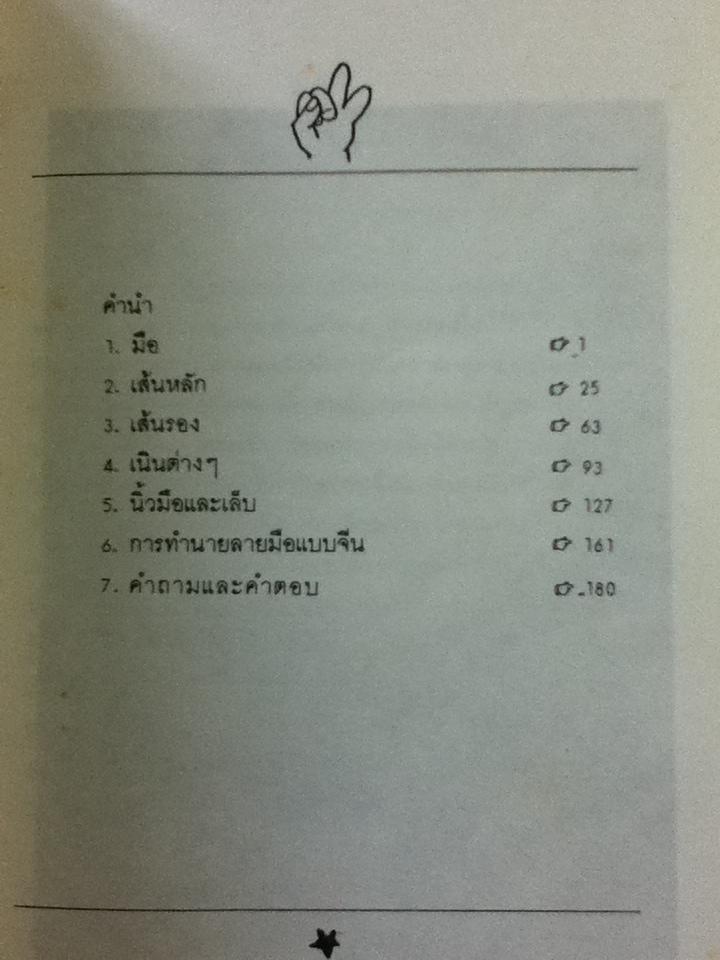 คำนำ
1. มือ 1
2. เส้นหลัก 25
3. เส้นรอง 63
4. เนินต่างๆ 93
5. นิ้วมือและเล็บ 127
6. การทำนายลายมือแบบจีน 161
7. คำถามและคำตอบ 180